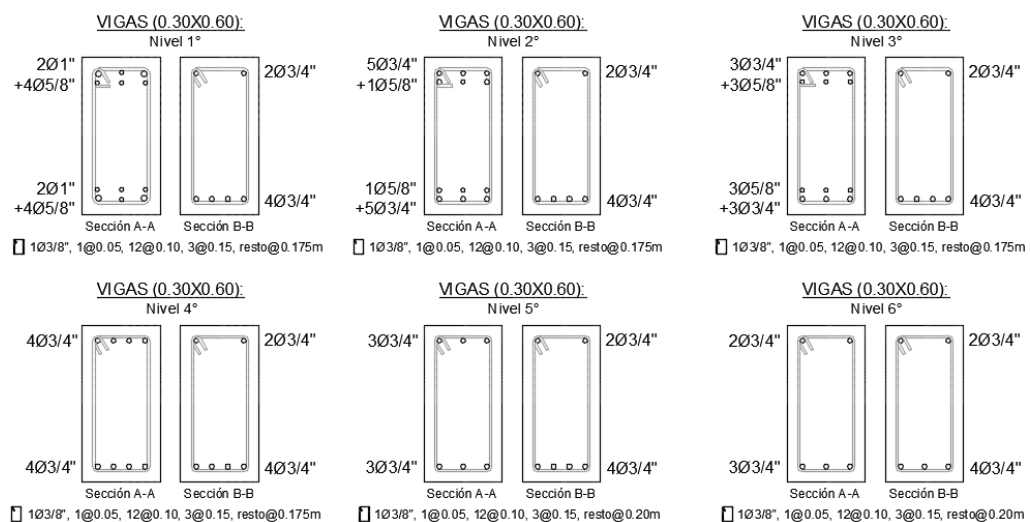 VIGAS (0.30X0.60):
Nivel 1°
2Ø1"
+4Ø5/8"
2Ø3/4"
2Ø1"
+4Ø5/8"
4Ø3/4"
Sección A-A
Sección B-B
1Ø3/8", 1@0.05, 12@0.10, 3@0.15, resto@0.175m
VIGAS (0.30X0.60):
Nivel 2°
5Ø3/4"
+1Ø5/8"
2Ø3/4"
1Ø5/8"
+5Ø3/4"
4Ø3/4"
Sección A-A
Sección B-B
1Ø3/8", 1@0.05, 12@0.10, 3@0.15, resto@0.175m
VIGAS (0.30X0.60):
Nivel 3°
3Ø3/4"
+3Ø5/8"
2Ø3/4"
3Ø5/8"
+3Ø3/4"
4Ø3/4"
Sección A-A
Sección B-B
1Ø3/8", 1@0.05, 12@0.10, 3@0.15, resto@0.175m
VIGAS (0.30X0.60):
Nivel 4°
4Ø3/4"
2Ø3/4"
4Ø3/4"
4Ø3/4"
Sección A-A
Sección B-B
1Ø3/8", 1@0.05, 12@0.10, 3@0.15, resto@0.175m
VIGAS (0.30X0.60):
Nivel 5°
3Ø3/4"
2Ø3/4"
3Ø3/4"
4Ø3/4"
Sección A-A
Sección B-B
1Ø3/8", 1@0.05, 12@0.10, 3@0.15, resto@0.20m
VIGAS (0.30X0.60):
Nivel 6°
2Ø3/4"
2Ø3/4"
3Ø3/4"
4Ø3/4"
Sección A-A
Sección B-B
1Ø3/8", 1@0.05, 12@0.10, 3@0.15, resto@0.20m